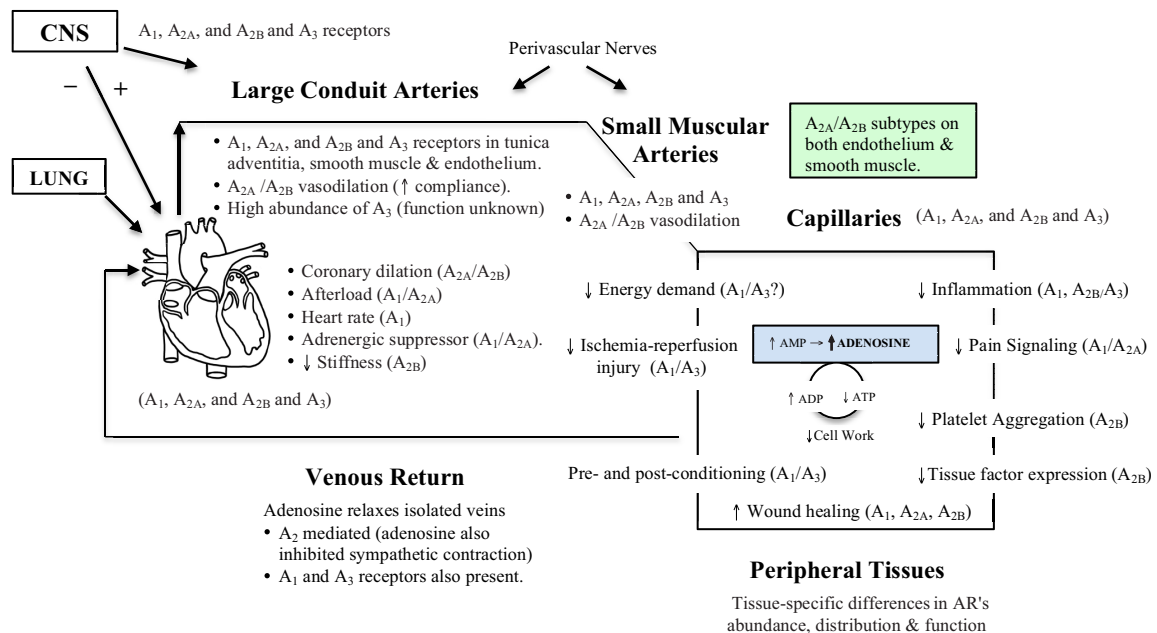 CNS
A1, A2A, and A2B and A3 receptors
− +
LUNG
Perivascular Nerves
Large Conduit Arteries
• A1, A2A, and A2B and A3 receptors in tunica
adventitia, smooth muscle & endothelium.
• A2A /A2B vasodilation (↑ compliance).
• High abundance of A3 (function unknown)
Small Muscular
Arteries
• A1, A2A, A2B and A3
• A2A /A2B vasodilation
A2A/A2B subtypes on
both endothelium &
smooth muscle.
Capillaries (A1, A2A, and A2B and A3)
• Coronary dilation (A2A/A2B)
• Afterload (A1/A2A)
• Heart rate (A1)
• Adrenergic suppressor (A1/A2A).
• ↓ Stiffness (A2B)
(A1, A2A, and A2B and A3)
↓ Energy demand (A1/A3?)
↓ Ischemia-reperfusion
injury (A1/A3)
Pre- and post-conditioning (A1/A3)
↑ AMP → ⬆ ADENOSINE
↑ ADP ↓ ATP
↓Cell Work
↓ Inflammation (A1, A2B/A3)
↓ Pain Signaling (A1/A2A)
↓ Platelet Aggregation (A2B)
↓Tissue factor expression (A2B)
↑ Wound healing (A1, A2A, A2B)
Venous Return
Adenosine relaxes isolated veins
• A2 mediated (adenosine also
inhibited sympathetic contraction)
• A1 and A3 receptors also present.
Peripheral Tissues
Tissue-specific differences in AR's
abundance, distribution & function